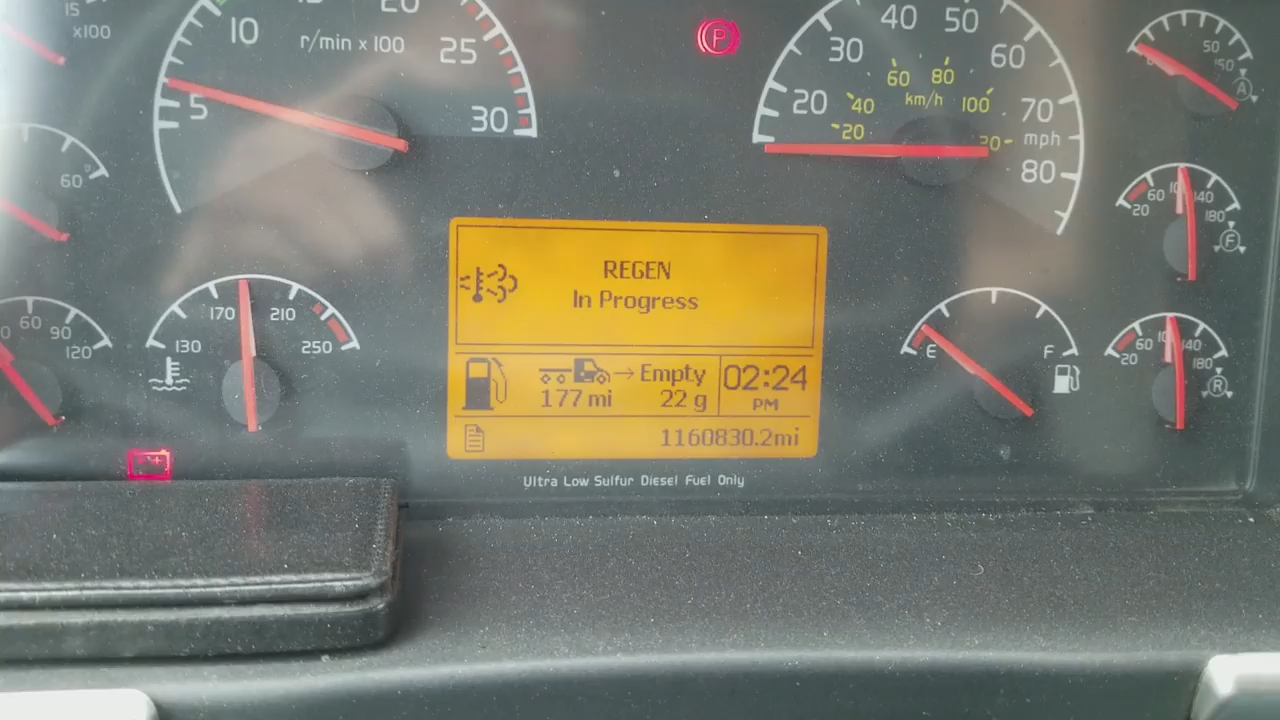 15
x100
10
20
r/min x 100
25
5
30
P
40
50
30
60
60
80
20
40
km/h
100
70
20
mph
80
50
150
A
60
20
60
140
180
F
170
210
130
250
60
90
120
REGEN
In Progress
Empty
177 mi
22 g
02:24
PM
1160830.2mi
E
F
20
60
140
180
R
Ultra Low Sulfur Diesel Fuel Only